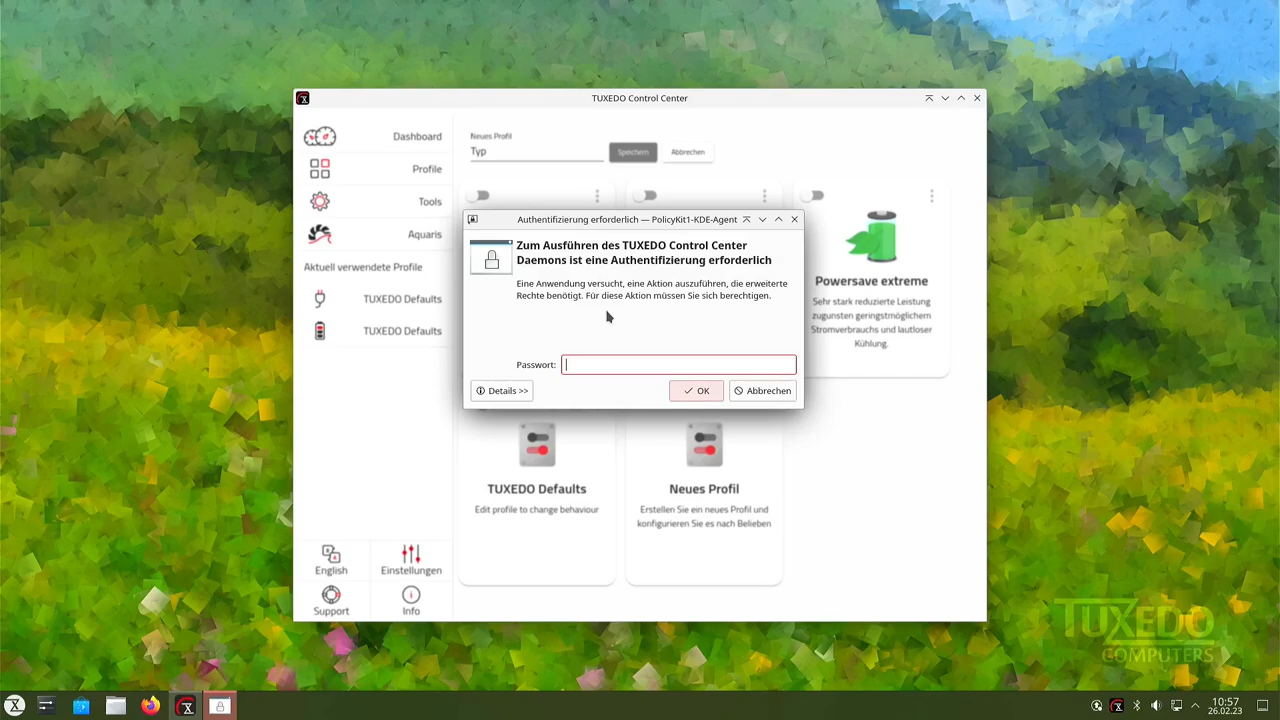 TUXEDO Control Center
Dashboard
Profile
Tools
Aquaris
Aktuell verwendete Profile
TUXEDO Defaults
TUXEDO Defaults
English
Einstellungen
Support
Info
Neues Profil
Typ
Speichern
Abbrechen
Authentifizierung erforderlich — PolicyKit1-KDE-Agent
Zum Ausführen des TUXEDO Control Center
Daemons ist eine Authentifizierung erforderlich
Eine Anwendung versucht, eine Aktion auszuführen, die erweiterte
Rechte benötigt. Für diese Aktion müssen Sie sich berechtigen.
Passwort:
Details >>
OK
Abbrechen
Powersave extreme
Sehr stark reduzierte Leistung
zugunsten geringstmöglichem
Stromverbrauchs und lautloser
Kühlung.
TUXEDO Defaults
Edit profile to change behaviour
Neues Profil
Erstellen Sie ein neues Profil und
konfigurieren Sie es nach Belieben
TUXEDO
COMPUTERS
10:57
26.02.23